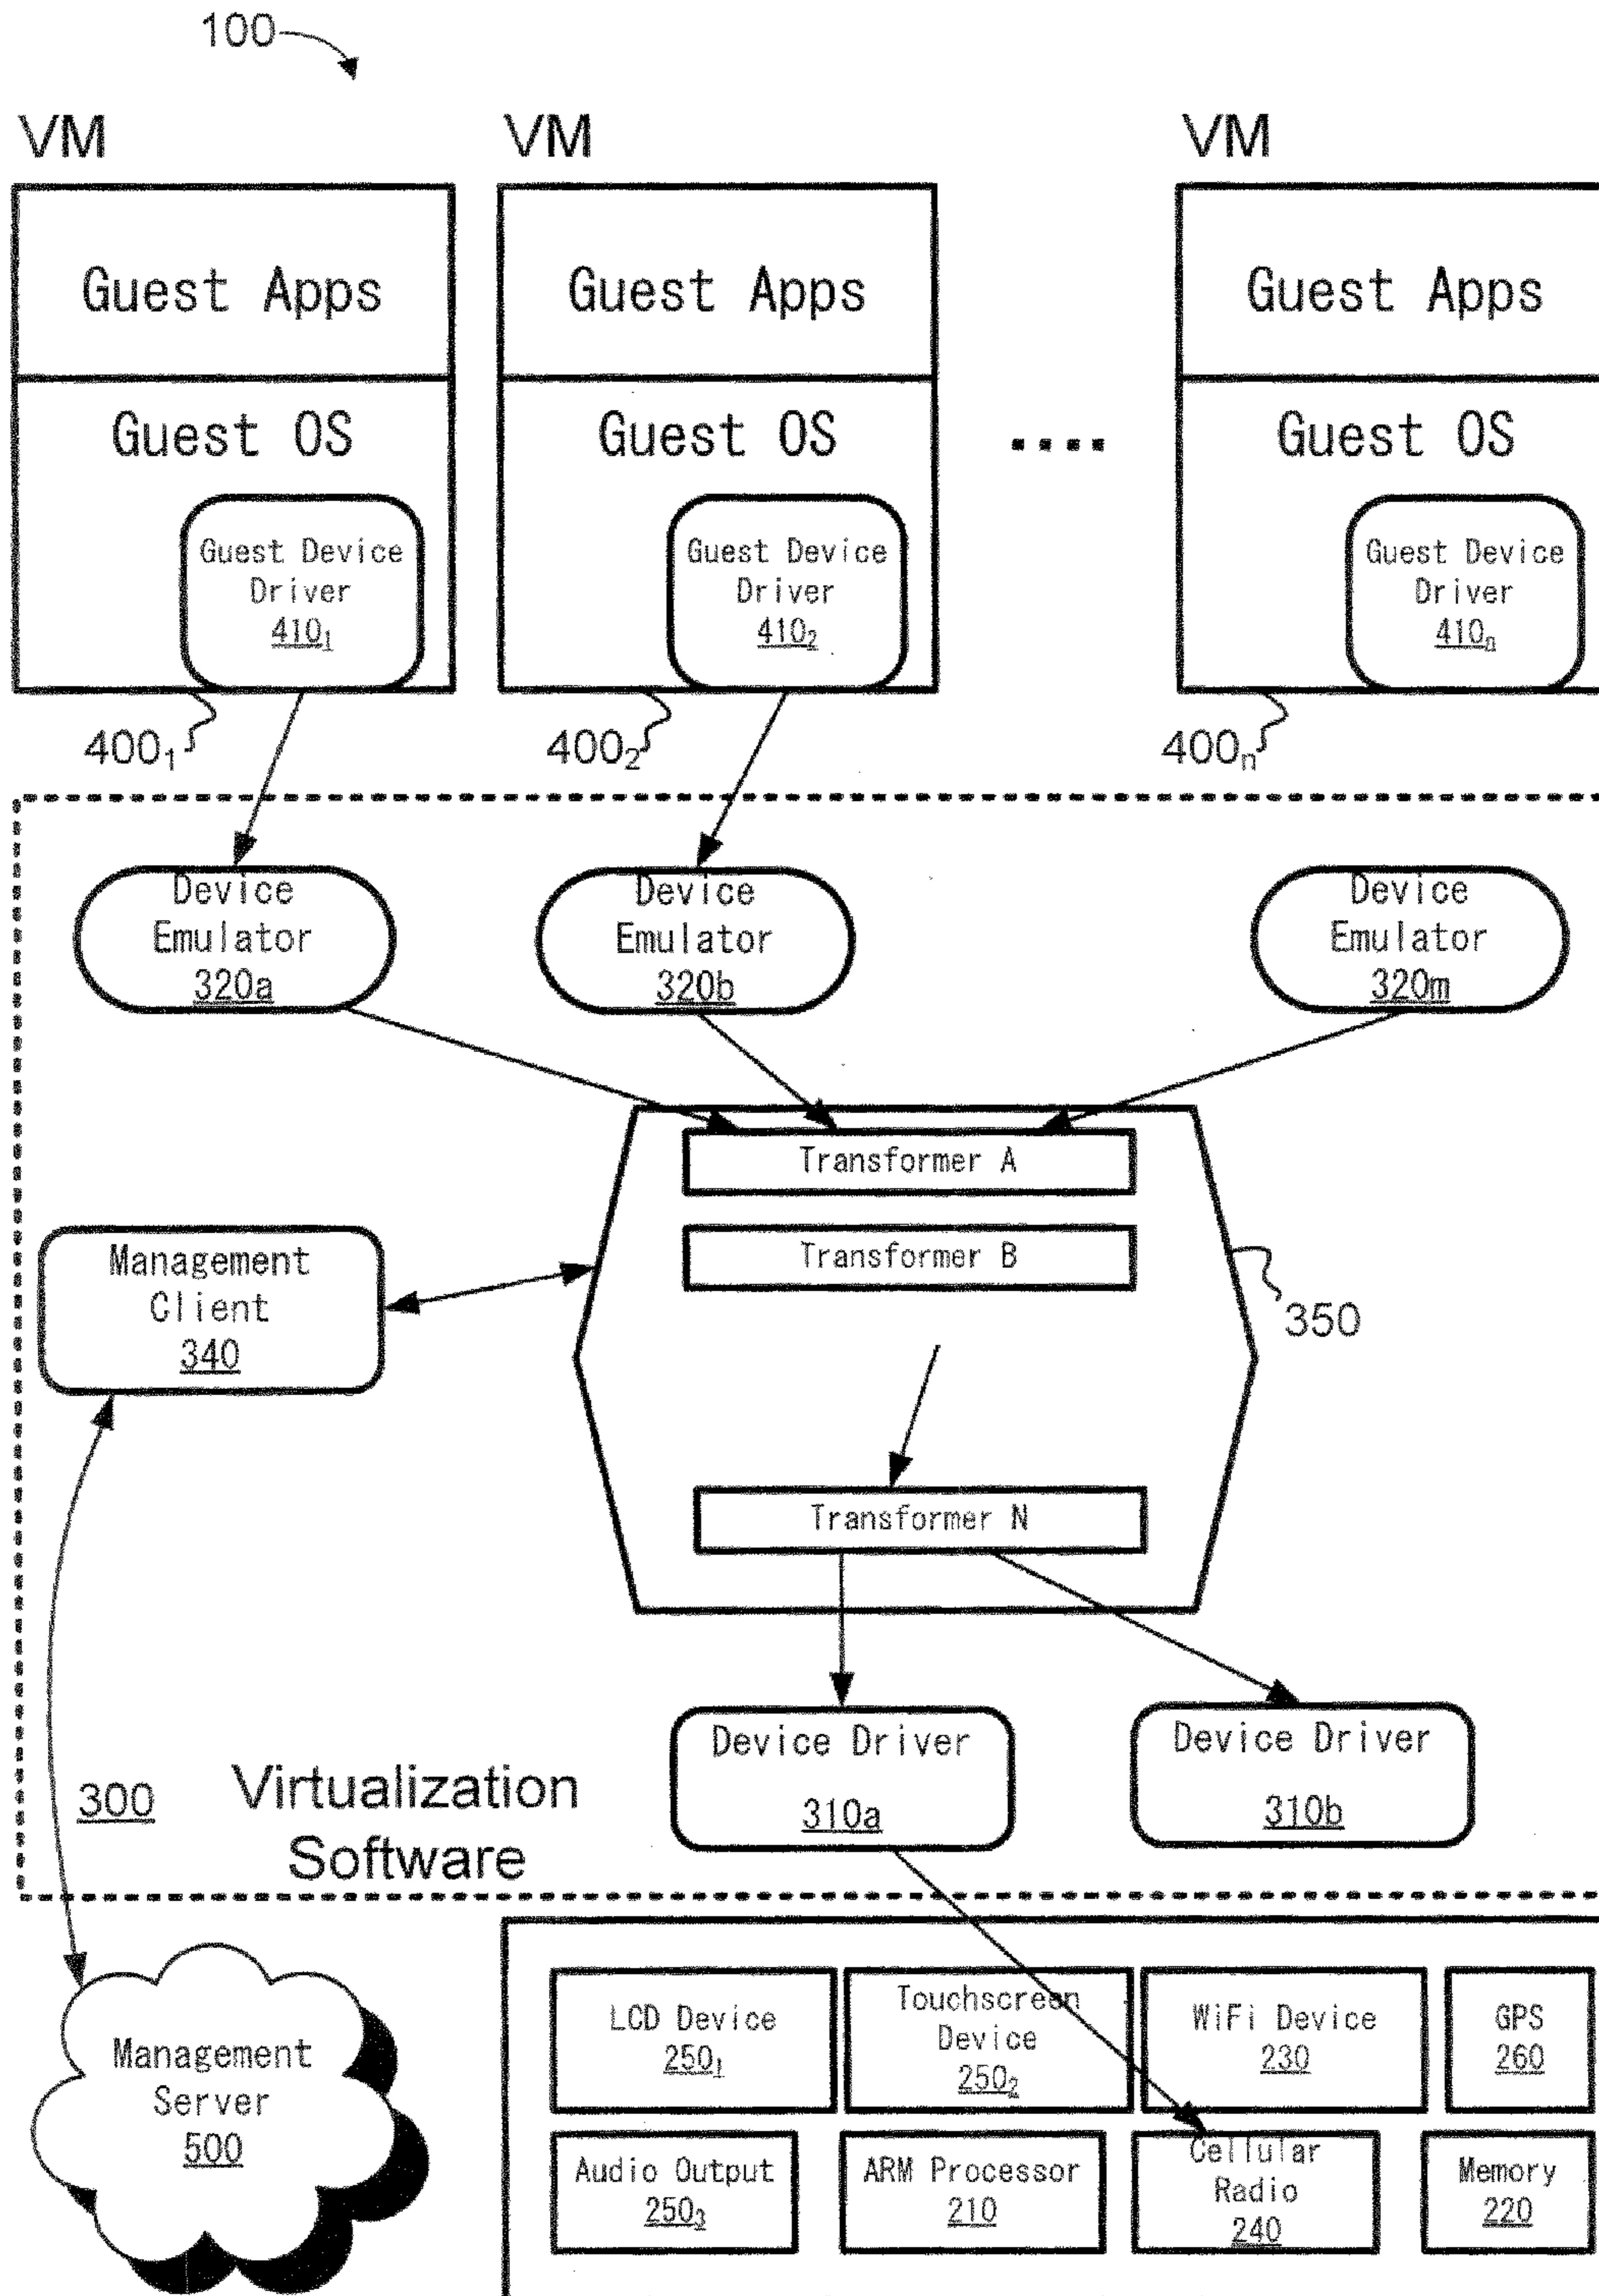 100
VM
VM
VM
Guest Apps
Guest Apps
Guest Apps
Guest OS
Guest OS
....
Guest OS
Guest Device
Driver
410₁
Guest Device
Driver
410₂
Guest Device
Driver
410ₙ
400₁
400₂
400ₙ
Device
Emulator
320a
Device
Emulator
320b
Device
Emulator
320m
Transformer A
Transformer B
Management
Client
340
350
Transformer N
Device Driver
310a
Device Driver
310b
300
Virtualization
Software
LCD Device
250₁
Touchscreen
Device
250₂
WiFi Device
230
GPS
260
Management
Server
500
Audio Output
250₃
ARM Processor
210
Cellular
Radio
240
Memory
220